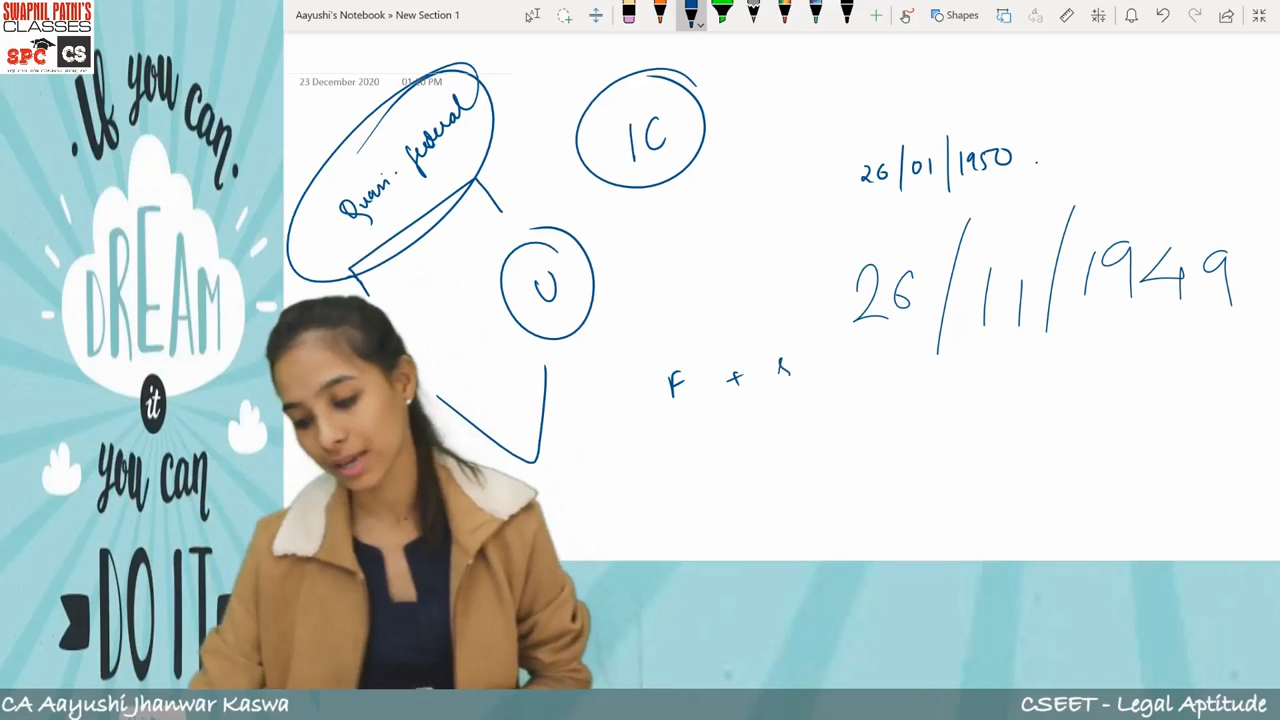 SWAPNIL PATNI'S
CLASSES
SPC CS
Aayushi's Notebook » New Section 1
Shapes
23 December 2020
If you can.
DREAM
it
you can
DO IT
Quasi. federal
IC
U
26/01/1950.
26/11/1949
F +
CA Aayushi Jhanwar Kaswa
CSEET - Legal Aptitude